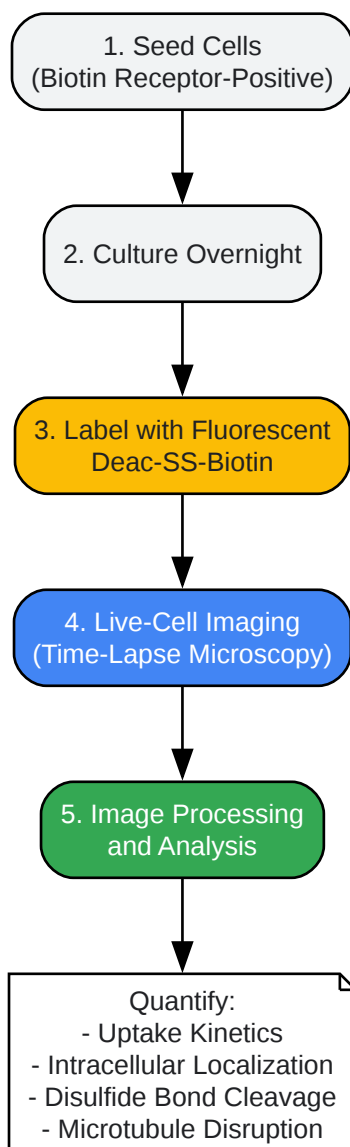 1. Seed Cells
(Biotin Receptor-Positive)
2. Culture Overnight
3. Label with Fluorescent
Deac-SS-Biotin
4. Live-Cell Imaging
(Time-Lapse Microscopy)
5. Image Processing
and Analysis
Quantify:
- Uptake Kinetics
- Intracellular Localization
- Disulfide Bond Cleavage
- Microtubule Disruption